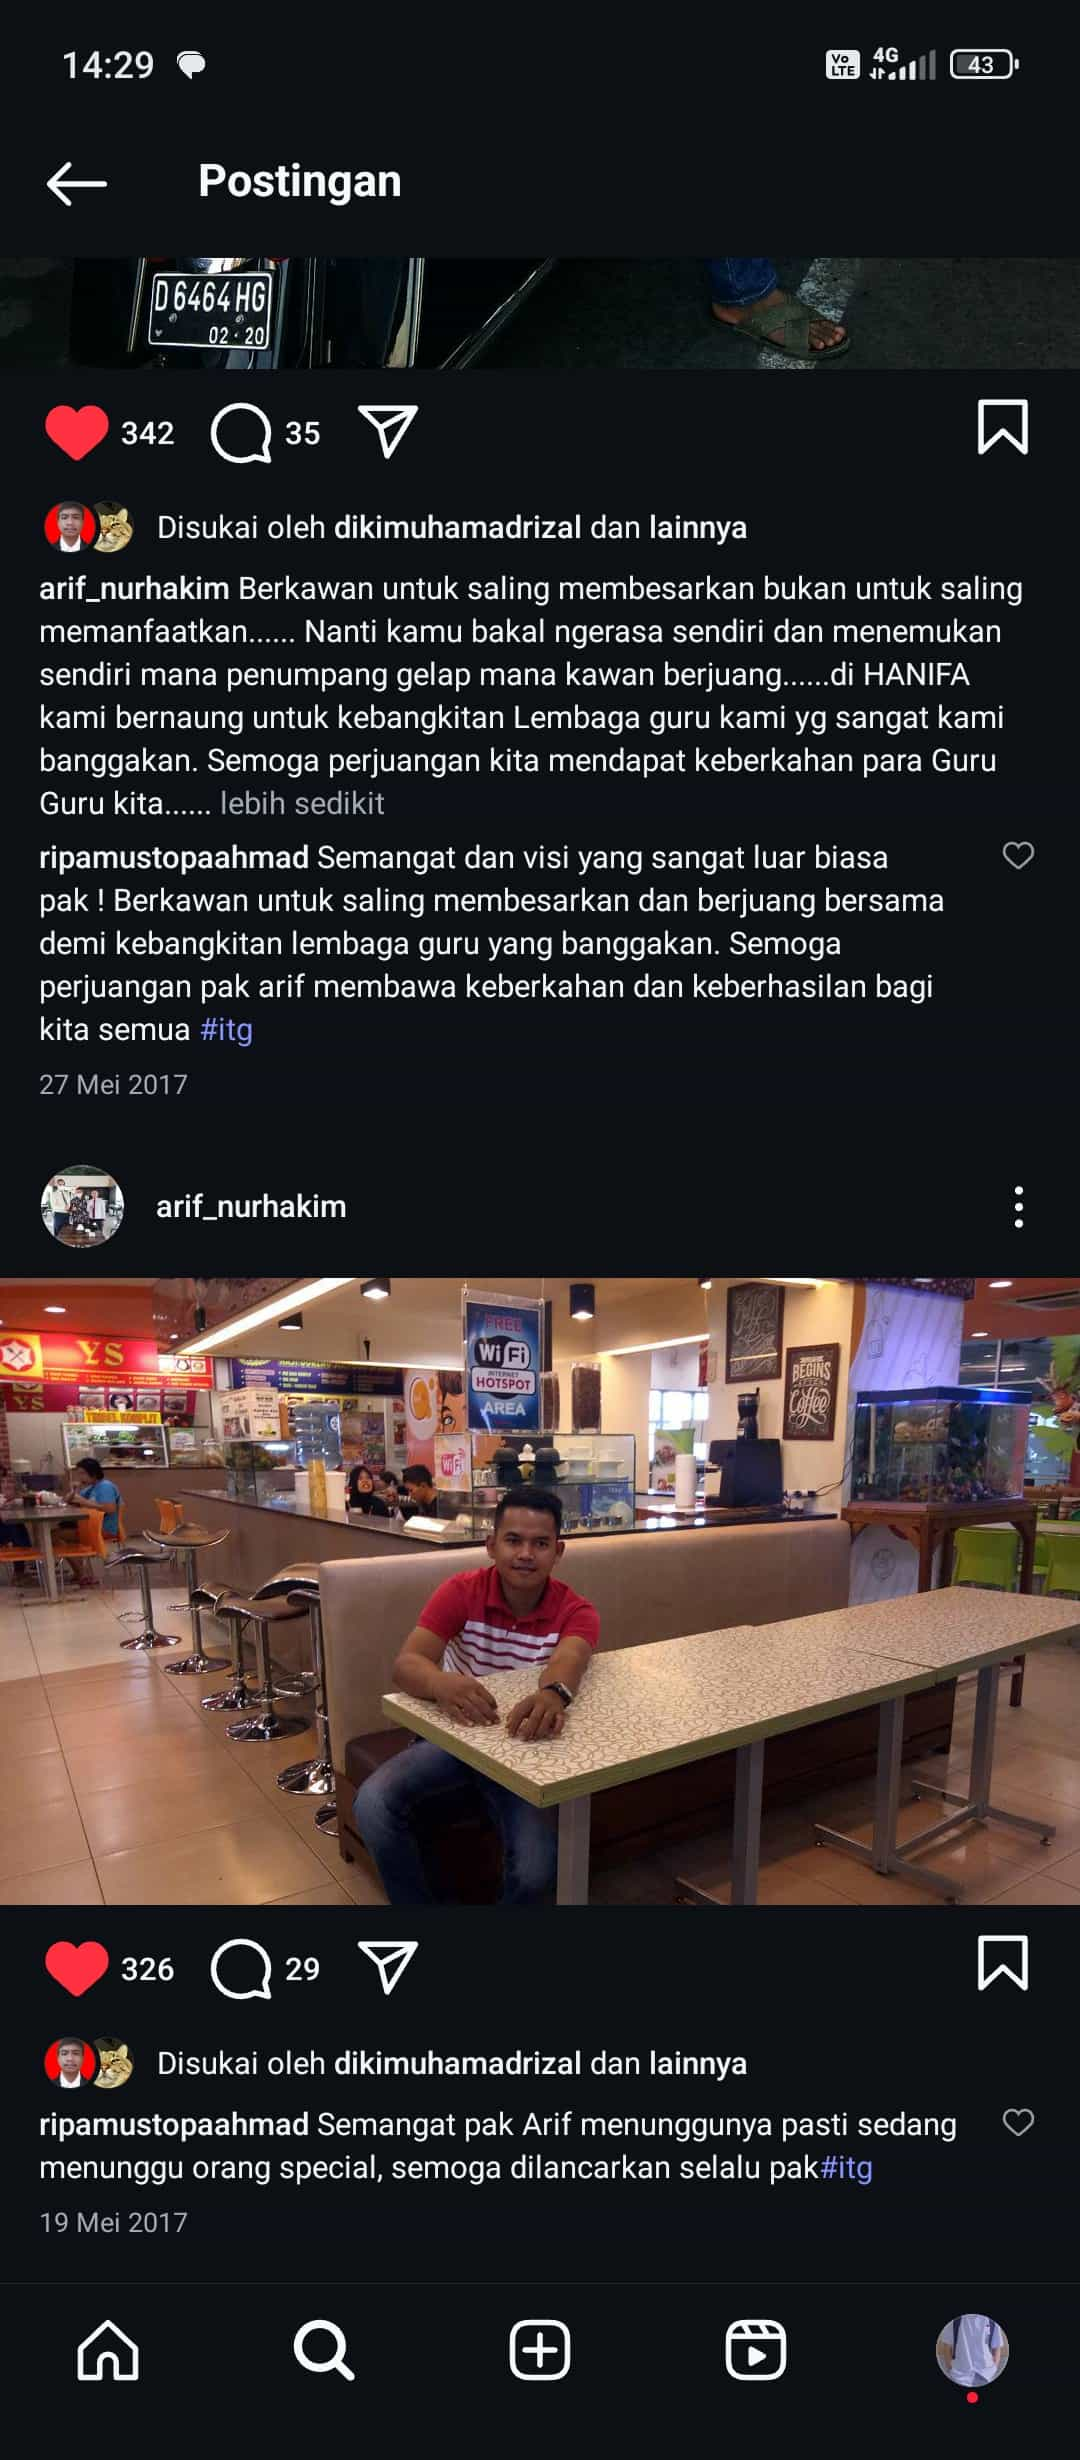 14:29
Vo LTE 4G 43
Postingan
D 6464 HG
02 · 20
342 35
Disukai oleh dikimuhamadrizal dan lainnya
arif_nurhakim Berkawan untuk saling membesarkan bukan untuk saling
memanfaatkan...... Nanti kamu bakal ngerasa sendiri dan menemukan
sendiri mana penumpang gelap mana kawan berjuang......di HANIFA
kami bernaung untuk kebangkitan Lembaga guru kami yg sangat kami
banggakan. Semoga perjuangan kita mendapat keberkahan para Guru
Guru kita...... lebih sedikit
ripamustopaahmad Semangat dan visi yang sangat luar biasa
pak ! Berkawan untuk saling membesarkan dan berjuang bersama
demi kebangkitan lembaga guru yang banggakan. Semoga
perjuangan pak arif membawa keberkahan dan keberhasilan bagi
kita semua #itg
27 Mei 2017
arif_nurhakim
YS
YS
TIMBEL KOMPLIT
FREE
WiFi
INTERNET
HOTSPOT
AREA
WiFi
BEGINS
Coffee
326 29
Disukai oleh dikimuhamadrizal dan lainnya
ripamustopaahmad Semangat pak Arif menunggunya pasti sedang
menunggu orang special, semoga dilancarkan selalu pak#itg
19 Mei 2017